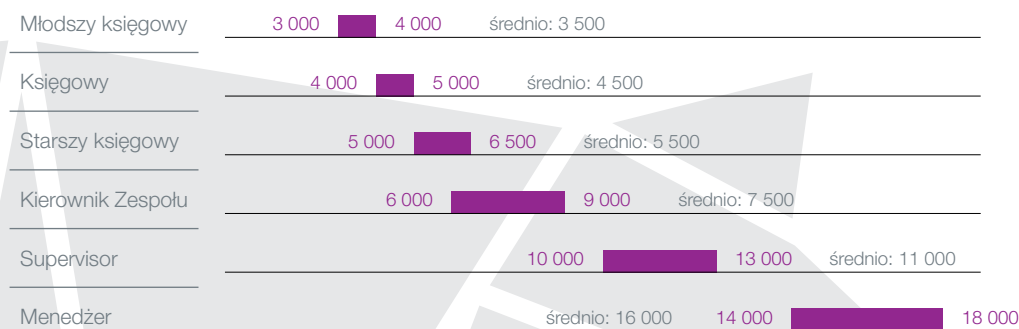 Młodszy księgowy 3 000 4 000 średnio: 3 500
Księgowy 4 000 5 000 średnio: 4 500
Starszy księgowy 5 000 6 500 średnio: 5 500
Kierownik Zespołu 6 000 9 000 średnio: 7 500
Supervisor 10 000 13 000 średnio: 11 000
Menedżer średnio: 16 000 14 000 18 000